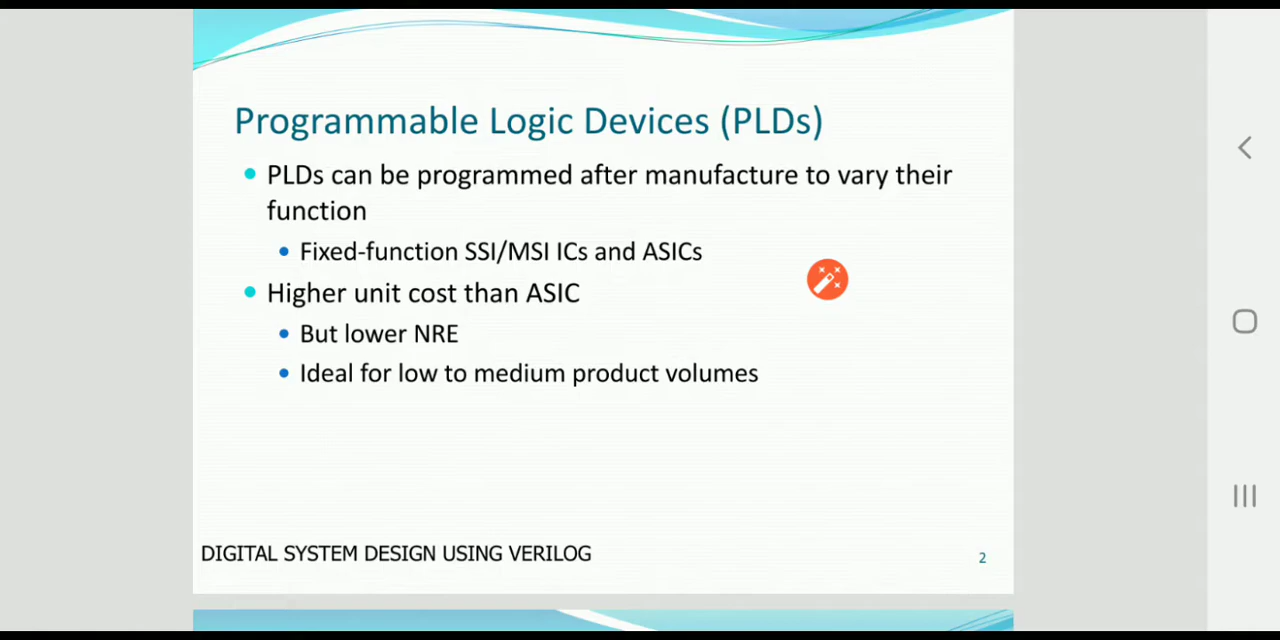 Programmable Logic Devices (PLDs)
PLDs can be programmed after manufacture to vary their
function
Fixed-function SSI/MSI ICs and ASICs
Higher unit cost than ASIC
But lower NRE
Ideal for low to medium product volumes
DIGITAL SYSTEM DESIGN USING VERILOG
2